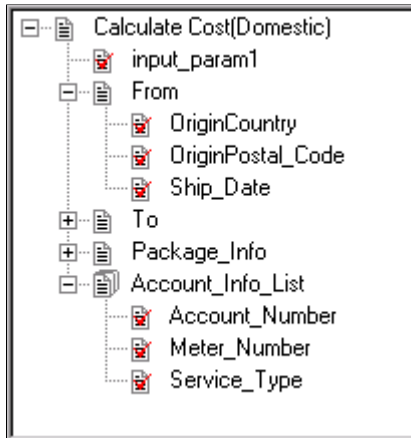 Calculate Cost(Domestic)
input_param1
From
OriginCountry
OriginPostal_Code
Ship_Date
To
Package_Info
Account_Info_List
Account_Number
Meter_Number
Service_Type